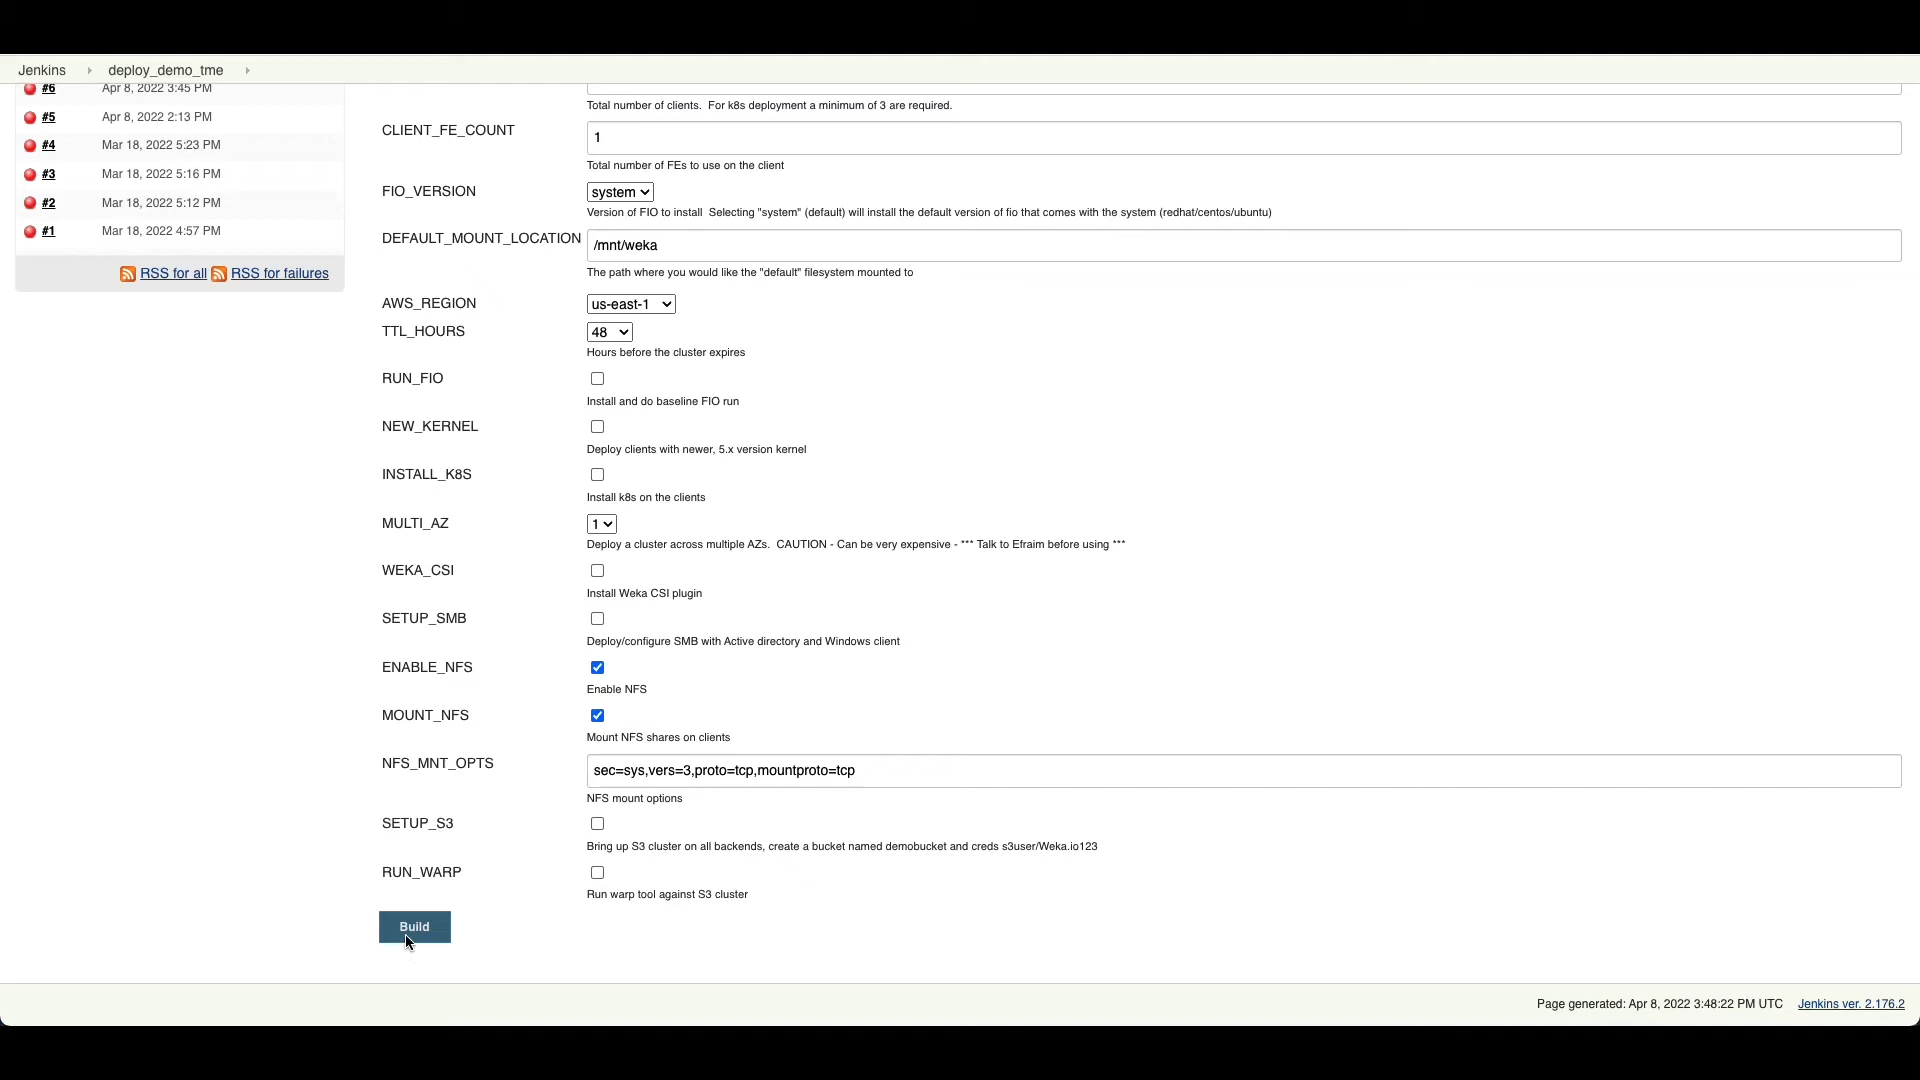 Jenkins deploy_demo_tme
#6 Apr 8, 2022 3:45 PM
#5 Apr 8, 2022 2:13 PM
#4 Mar 18, 2022 5:23 PM
#3 Mar 18, 2022 5:16 PM
#2 Mar 18, 2022 5:12 PM
#1 Mar 18, 2022 4:57 PM
RSS for all RSS for failures
Total number of clients. For k8s deployment a minimum of 3 are required.
CLIENT_FE_COUNT 1
Total number of FEs to use on the client
FIO_VERSION system
Version of FIO to install Selecting "system" (default) will install the default version of fio that comes with the system (redhat/centos/ubuntu)
DEFAULT_MOUNT_LOCATION /mnt/weka
The path where you would like the "default" filesystem mounted to
AWS_REGION us-east-1
TTL_HOURS 48
Hours before the cluster expires
RUN_FIO
Install and do baseline FIO run
NEW_KERNEL
Deploy clients with newer, 5.x version kernel
INSTALL_K8S
Install k8s on the clients
MULTI_AZ 1
Deploy a cluster across multiple AZs. CAUTION - Can be very expensive - *** Talk to Efraim before using ***
WEKA_CSI
Install Weka CSI plugin
SETUP_SMB
Deploy/configure SMB with Active directory and Windows client
ENABLE_NFS
Enable NFS
MOUNT_NFS
Mount NFS shares on clients
NFS_MNT_OPTS sec=sys,vers=3,proto=tcp,mountproto=tcp
NFS mount options
SETUP_S3
Bring up S3 cluster on all backends, create a bucket named demobucket and creds s3user/Weka.io123
RUN_WARP
Run warp tool against S3 cluster
Build
Page generated: Apr 8, 2022 3:48:22 PM UTC Jenkins ver. 2.176.2